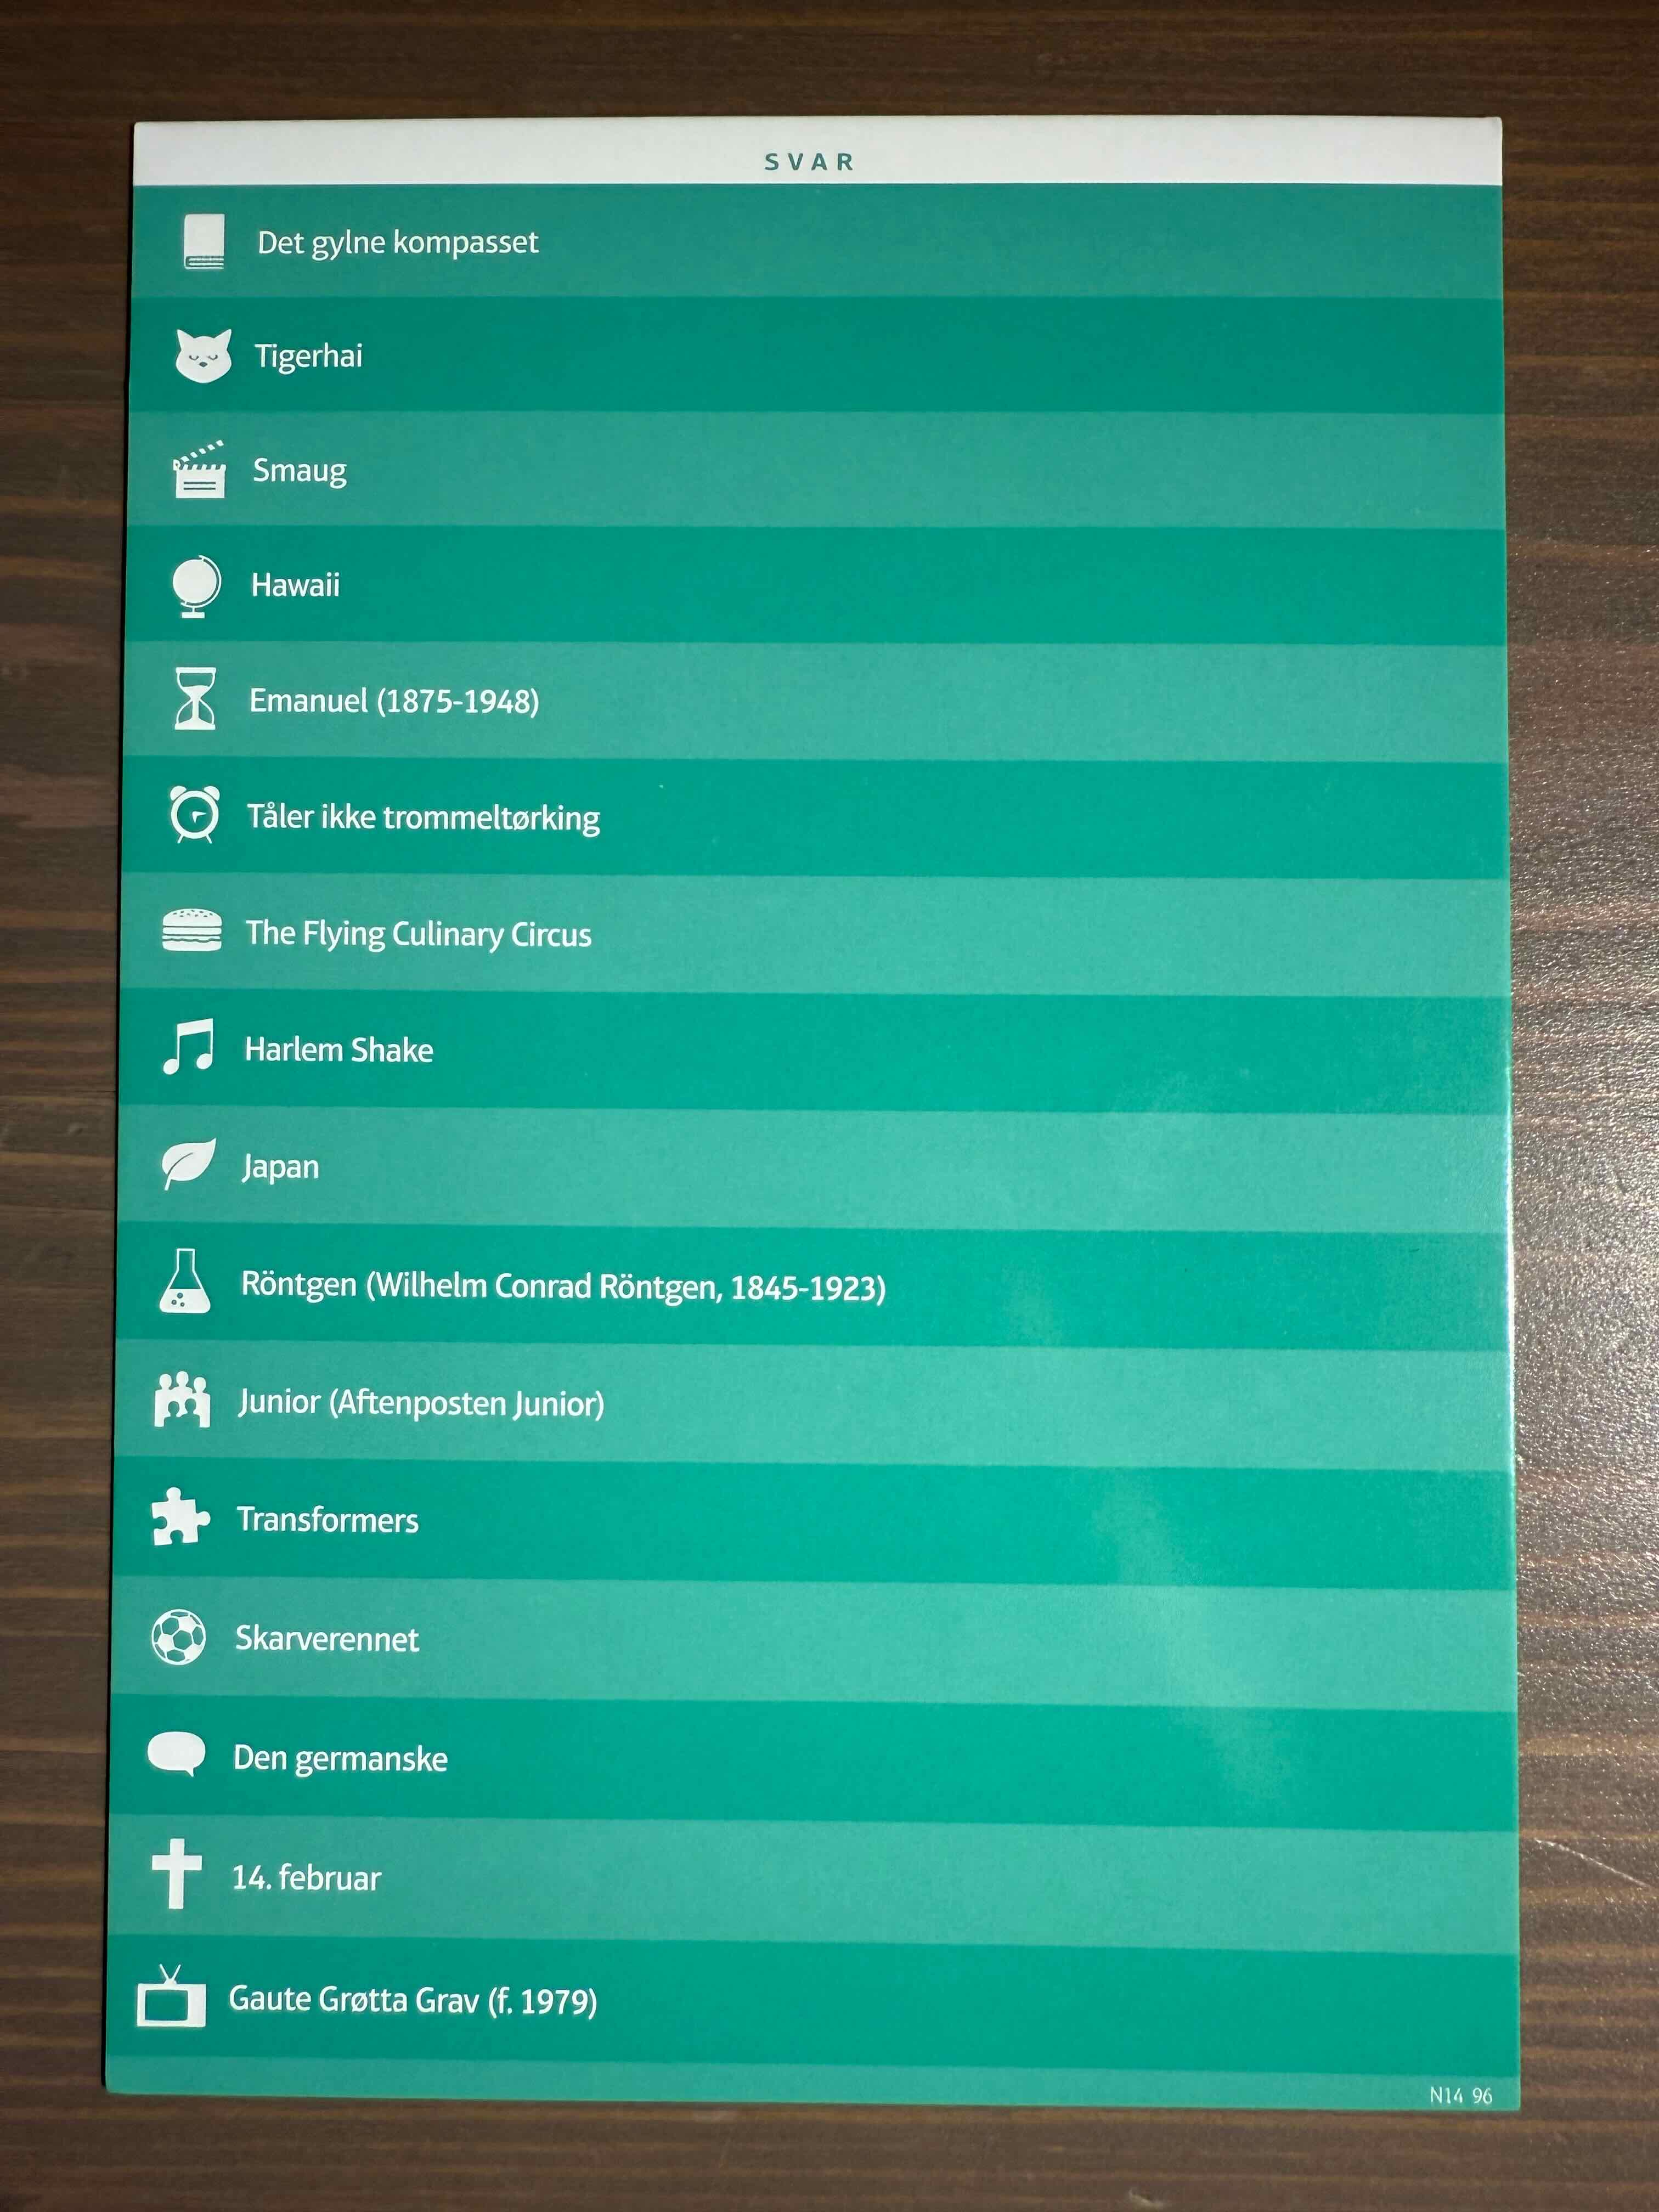 SVAR
Det gylne kompasset
Tigerhai
Smaug
Hawaii
Emanuel (1875-1948)
Tåler ikke trommeltørking
The Flying Culinary Circus
Harlem Shake
Japan
Röntgen (Wilhelm Conrad Röntgen, 1845-1923)
Junior (Aftenposten Junior)
Transformers
Skarverennet
Den germanske
14. februar
Gaute Grøtta Grav (f. 1979)
N14 96